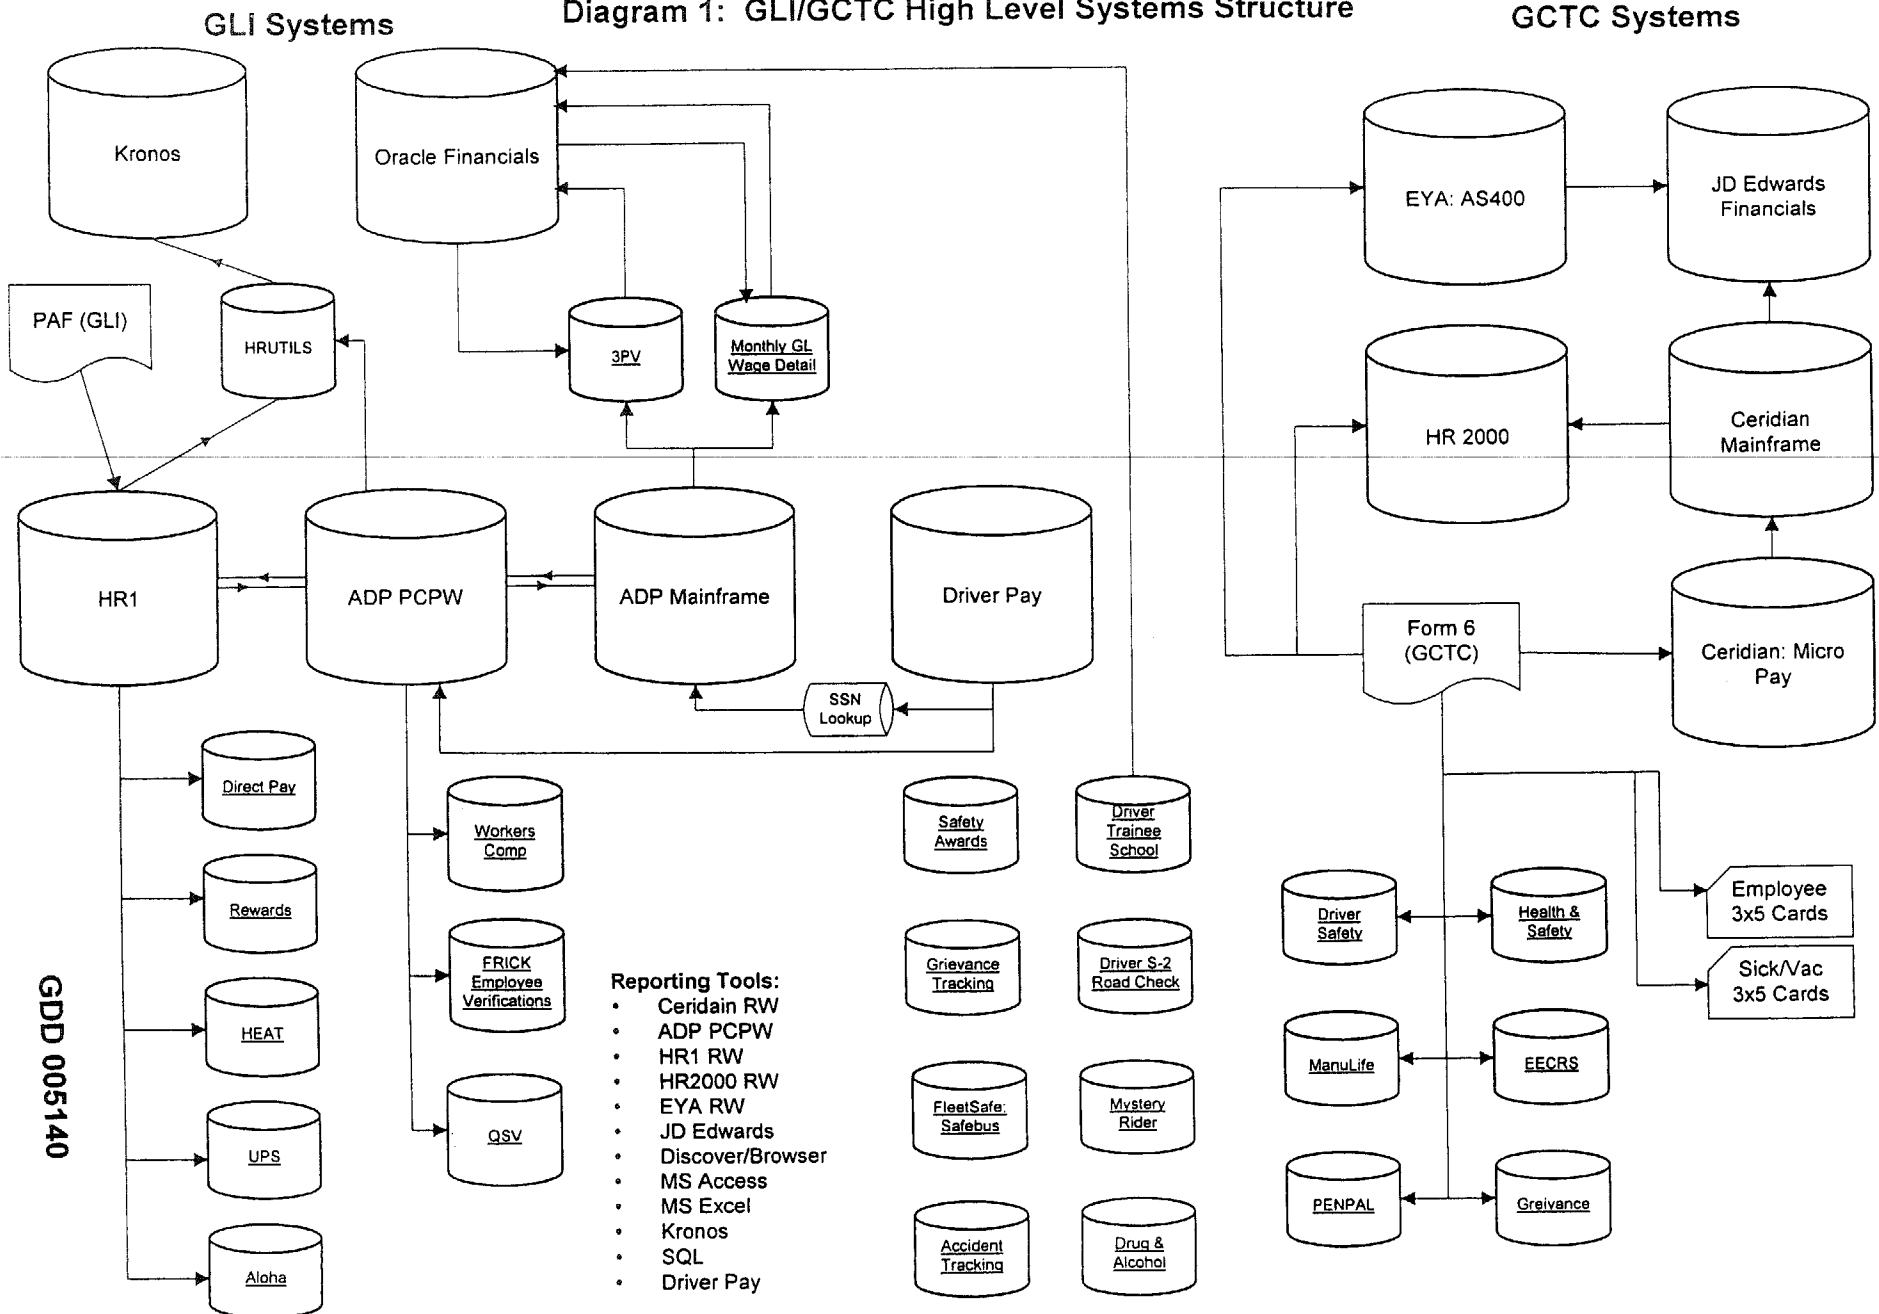 Diagram 1: GLI/GCTC High Level Systems Structure
GLI Systems
GCTC Systems
Kronos
Oracle Financials
EYA: AS400
JD Edwards
Financials
PAF (GLI)
HRUTILS
3PV
Monthly GL
Wage Detail
HR 2000
Ceridian
Mainframe
HR1
ADP PCPW
ADP Mainframe
Driver Pay
Form 6
(GCTC)
Ceridian: Micro
Pay
SSN
Lookup
Direct Pay
Rewards
HEAT
UPS
Aloha
Workers
Comp
FRICK
Employee
Verifications
QSV
Reporting Tools:
• Ceridain RW
• ADP PCPW
• HR1 RW
• HR2000 RW
• EYA RW
• JD Edwards
• Discover/Browser
• MS Access
• MS Excel
• Kronos
• SQL
• Driver Pay
Safety
Awards
Driver
Trainee
School
Grievance
Tracking
Driver S-2
Road Check
FleetSafe:
Safebus
Mystery
Rider
Accident
Tracking
Drug &
Alcohol
Driver
Safety
Health &
Safety
ManuLife
EECRS
PENPAL
Greivance
Employee
3x5 Cards
Sick/Vac
3x5 Cards
GDD 005140